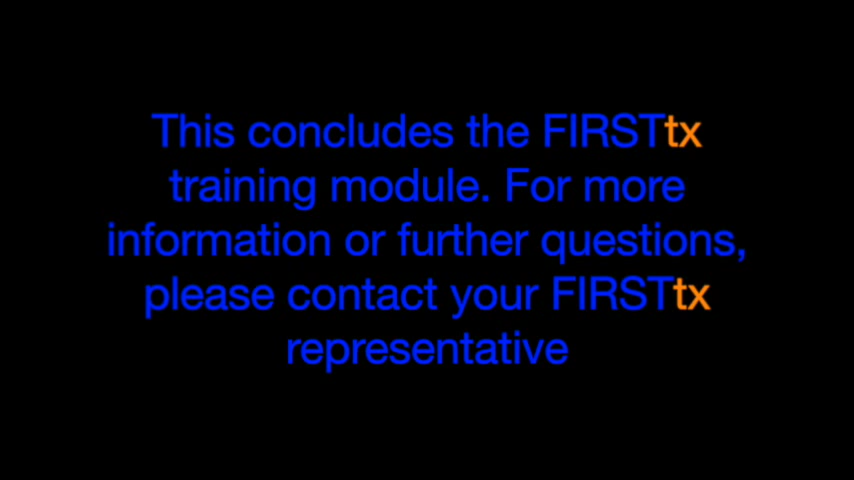 This concludes the FIRSTtx
training module. For more
information or further questions,
please contact your FIRSTtx
representative